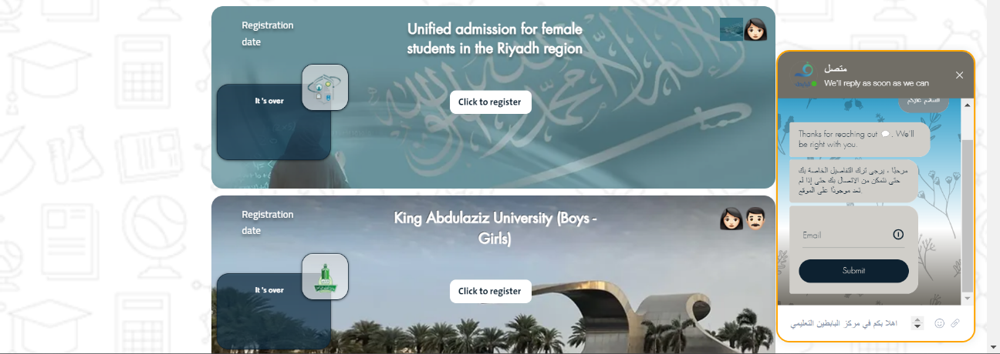 Registration
date
Unified admission for female
students in the Riyadh region
It 's over
Click to register
Registration
date
King Abdulaziz University (Boys -
Girls)
It 's over
Click to register
متصل
We'll reply as soon as we can
السلام عليكم
Thanks for reaching out 💬. We'll
be right with you.
مرحبًا ، يرجى ترك التفاصيل الخاصة بك
حتى نتمكن من الاتصال بك حتى إذا لم
تعد موجودًا على الموقع.
Email
Submit
اهلا بكم في مركز البابطين التعليمي